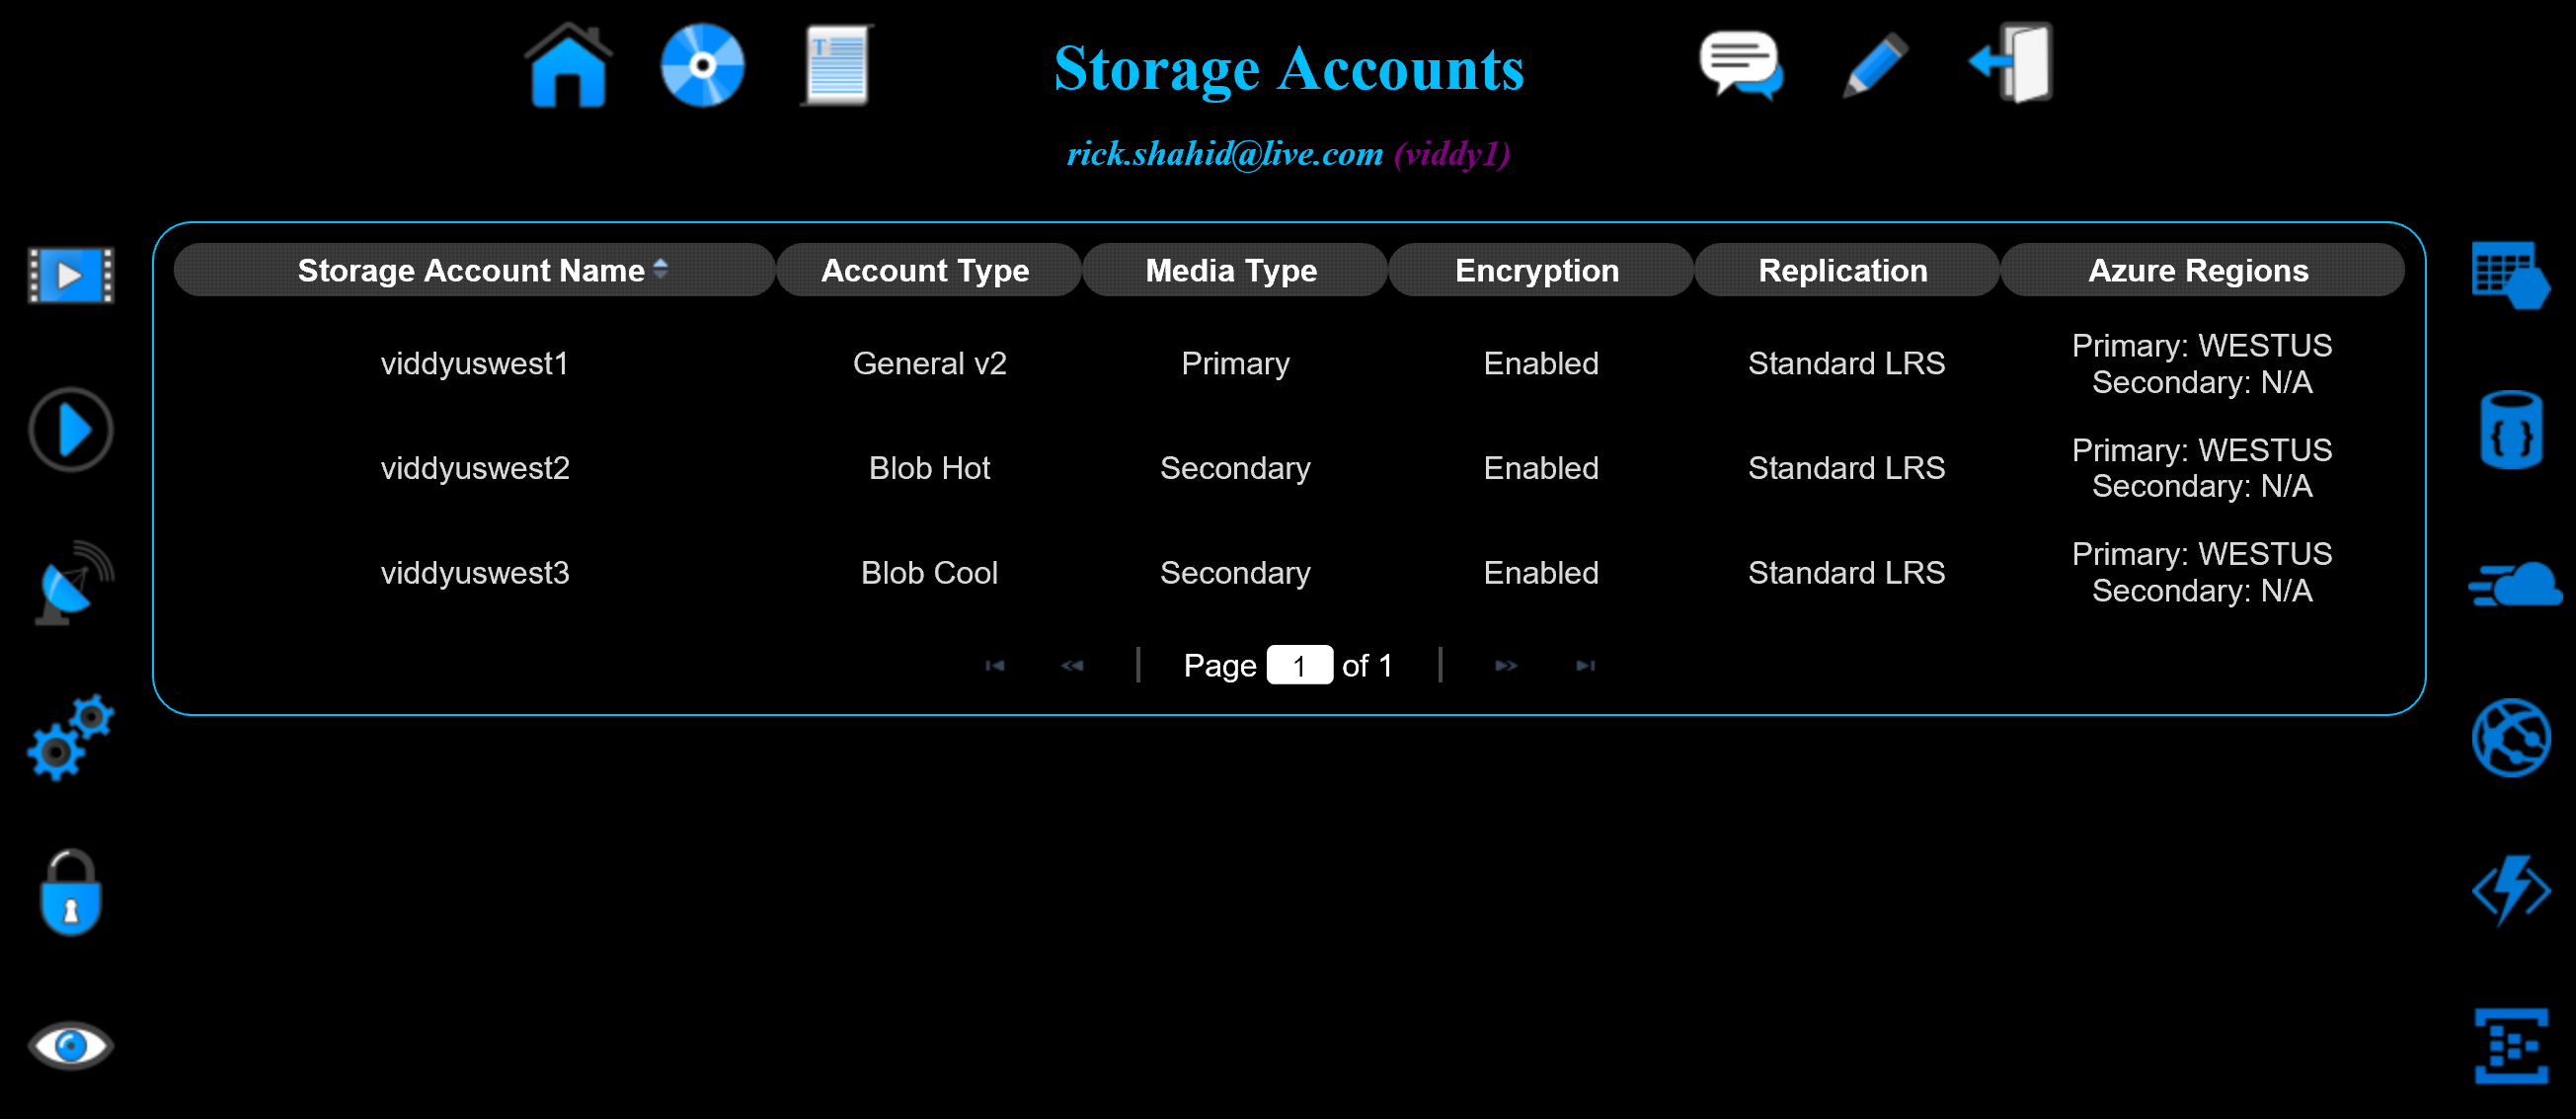 Storage Accounts
rick.shahid@live.com (viddy1)
Storage Account Name Account Type Media Type Encryption Replication Azure Regions
viddyuswest1 General v2 Primary Enabled Standard LRS Primary: WESTUS
Secondary: N/A
viddyuswest2 Blob Hot Secondary Enabled Standard LRS Primary: WESTUS
Secondary: N/A
viddyuswest3 Blob Cool Secondary Enabled Standard LRS Primary: WESTUS
Secondary: N/A
Page 1 of 1